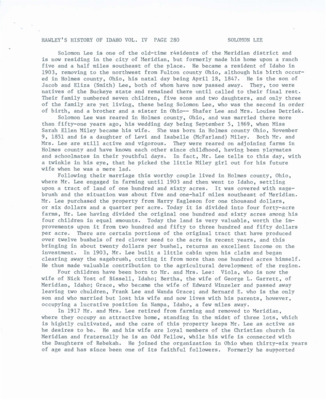 HAWLEY'S HISTORY OF IDAHO VOL. IV PAGE 280 SOLOMON LEE
Solomon Lee is one of the old-time residents of the Meridian district and
is now residing in the city of Meridian, but formerly made his home upon a ranch
five and a half miles southeast of the place. He became a resident of Idaho in
1903, removing to the northwest from Fulton county Ohio, although his birth occurr-
ed in Holmes county, Ohio, his natal day being April 18, 1847. He is the son of
Jacob and Eliza (Smith) Lee, both of whom have now passed away. They, too were
natives of the Buckeye state and remained there until called to their final rest.
Their family numbered seven children, five sons and two daughters, and only three
of the family are yet living, these being Solomon Lee, who was the second in order
of birth, and a brother and a sister in Ohio-- Shafer Lee and Mrs. Louise Detrick.
Solomon Lee was reared in Holmes county, Ohio, and was married there more
than fifty-one years ago, his wedding day being September 5, 1869, when Miss
Sarah Ellen Miley became his wife. She was born in Holmes county Ohio, November
9, 1851 and is a daughter of Levi and Isabelle (McFarland) Miley. Both Mr. and
Mrs. Lee are still active and vigorous. They were reared on adjoining farms in
Holmes county and have known each other since childhood, having been playmates
and schoolmates in their youthful days. In fact, Mr. Lee tells to this day, with
a twinkle in his eye, that he picked the little Miley girl out for his future
wife when he was a mere lad.
Following their marriage this worthy couple lived in Holmes county, Ohio,
where Mr. Lee engaged in farming until 1903 and then went to Idaho, settling
upon a tract of land of one hundred and sixty acres. It was covered with sage-
brush and the situation was about five and one-half miles southeast of Meridian.
Mr. Lee purchased the property from Harry Eagleson for one thousand dollars,
or six dollars and a quarter per acre. Today it is divided into four forty-acre
farms, Mr. Lee having divided the original one hundred and sixty acres among his
four children in equal amounts. Today the land is very valuable, worth the im-
provements upon it from two hundred and fifty to three hundred and fifty dollars
per acre. There are certain portions of the original tract that have produced
over twelve bushels of red clover seed to the acre in recent years, and this
bringing in about twenty dollars per bushel, returns an excellent income on the
investment. In 1903, Mr. Lee built a little cabin upon his claim and began
clearing away the sagebrush, cutting it from more than one hundred acres himself.
He thus made valuable contribution to the agricultural development of the region.
Four children have been born to Mr. and Mrs. Lee: Viola, who is now the
wife of Nick Yost of Bissell, Idaho; Bertha, the wife of George L. Garrett, of
Meridian, Idaho; Grace, who became the wife of Edward Winzeler and passed away
leaving two children, Frank Lee and Wanda Grace; and Bernard E. who is the only
son and who married but lost his wife and now lives with his parents, however,
occupying a lucrative position in Nampa, Idaho, a few miles away.
In 1917 Mr. and Mrs. Lee retired from farming and removed to Meridian,
where they occupy an attractive home, standing in the midst of three lots, which
is highly cultivated, and the care of this property keeps Mr. Lee as active as
he desires to be. He and his wife are loyal members of the Christian church in
Meridian and fraternally he is an Odd Fellow, while his wife is connected with
the Daughters of Rebekah. He joined the organization in Ohio when thirty-six years
of age and has since been one of its faithful followers. Formerly he supported